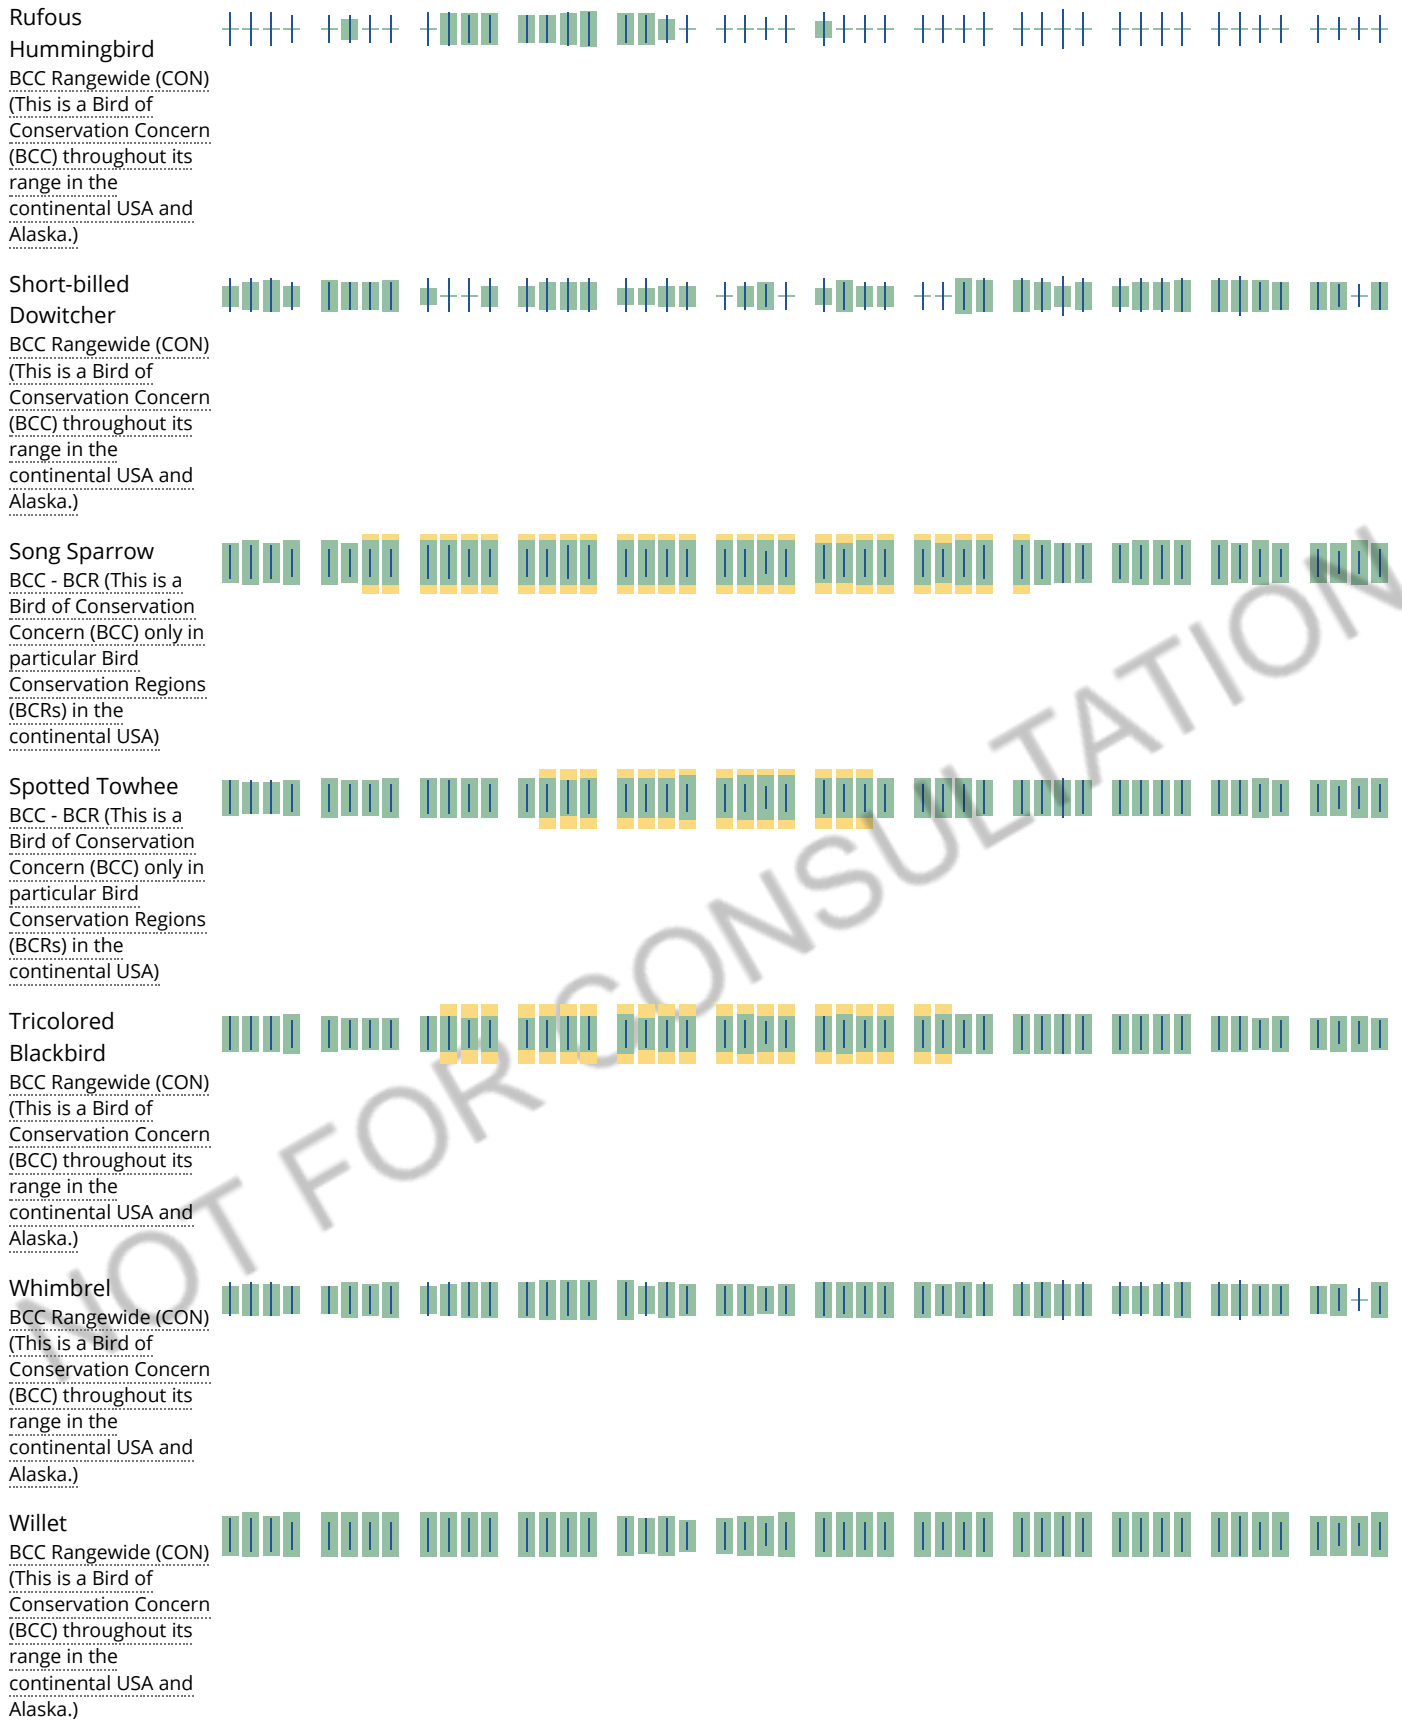 Rufous
Hummingbird
BCC Rangewide (CON)
(This is a Bird of
Conservation Concern
(BCC) throughout its
range in the
continental USA and
Alaska.)
Short-billed
Dowitcher
BCC Rangewide (CON)
(This is a Bird of
Conservation Concern
(BCC) throughout its
range in the
continental USA and
Alaska.)
Song Sparrow
BCC - BCR (This is a
Bird of Conservation
Concern (BCC) only in
particular Bird
Conservation Regions
(BCRs) in the
continental USA)
Spotted Towhee
BCC - BCR (This is a
Bird of Conservation
Concern (BCC) only in
particular Bird
Conservation Regions
(BCRs) in the
continental USA)
Tricolored
Blackbird
BCC Rangewide (CON)
(This is a Bird of
Conservation Concern
(BCC) throughout its
range in the
continental USA and
Alaska.)
Whimbrel
BCC Rangewide (CON)
(This is a Bird of
Conservation Concern
(BCC) throughout its
range in the
continental USA and
Alaska.)
Willet
BCC Rangewide (CON)
(This is a Bird of
Conservation Concern
(BCC) throughout its
range in the
continental USA and
Alaska.)
NOT FOR CONSULTATION